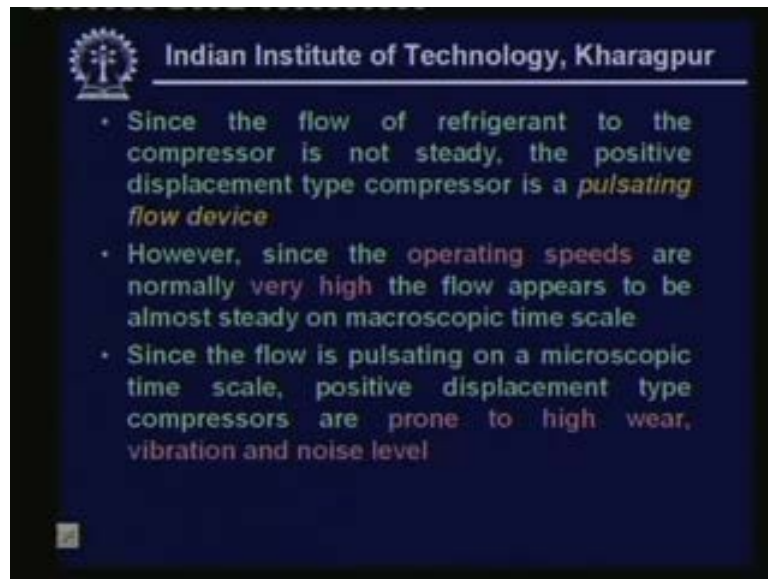 Indian Institute of Technology, Kharagpur
• Since the flow of refrigerant to the
compressor is not steady, the positive
displacement type compressor is a pulsating
flow device
• However, since the operating speeds are
normally very high the flow appears to be
almost steady on macroscopic time scale
• Since the flow is pulsating on a microscopic
time scale, positive displacement type
compressors are prone to high wear,
vibration and noise level